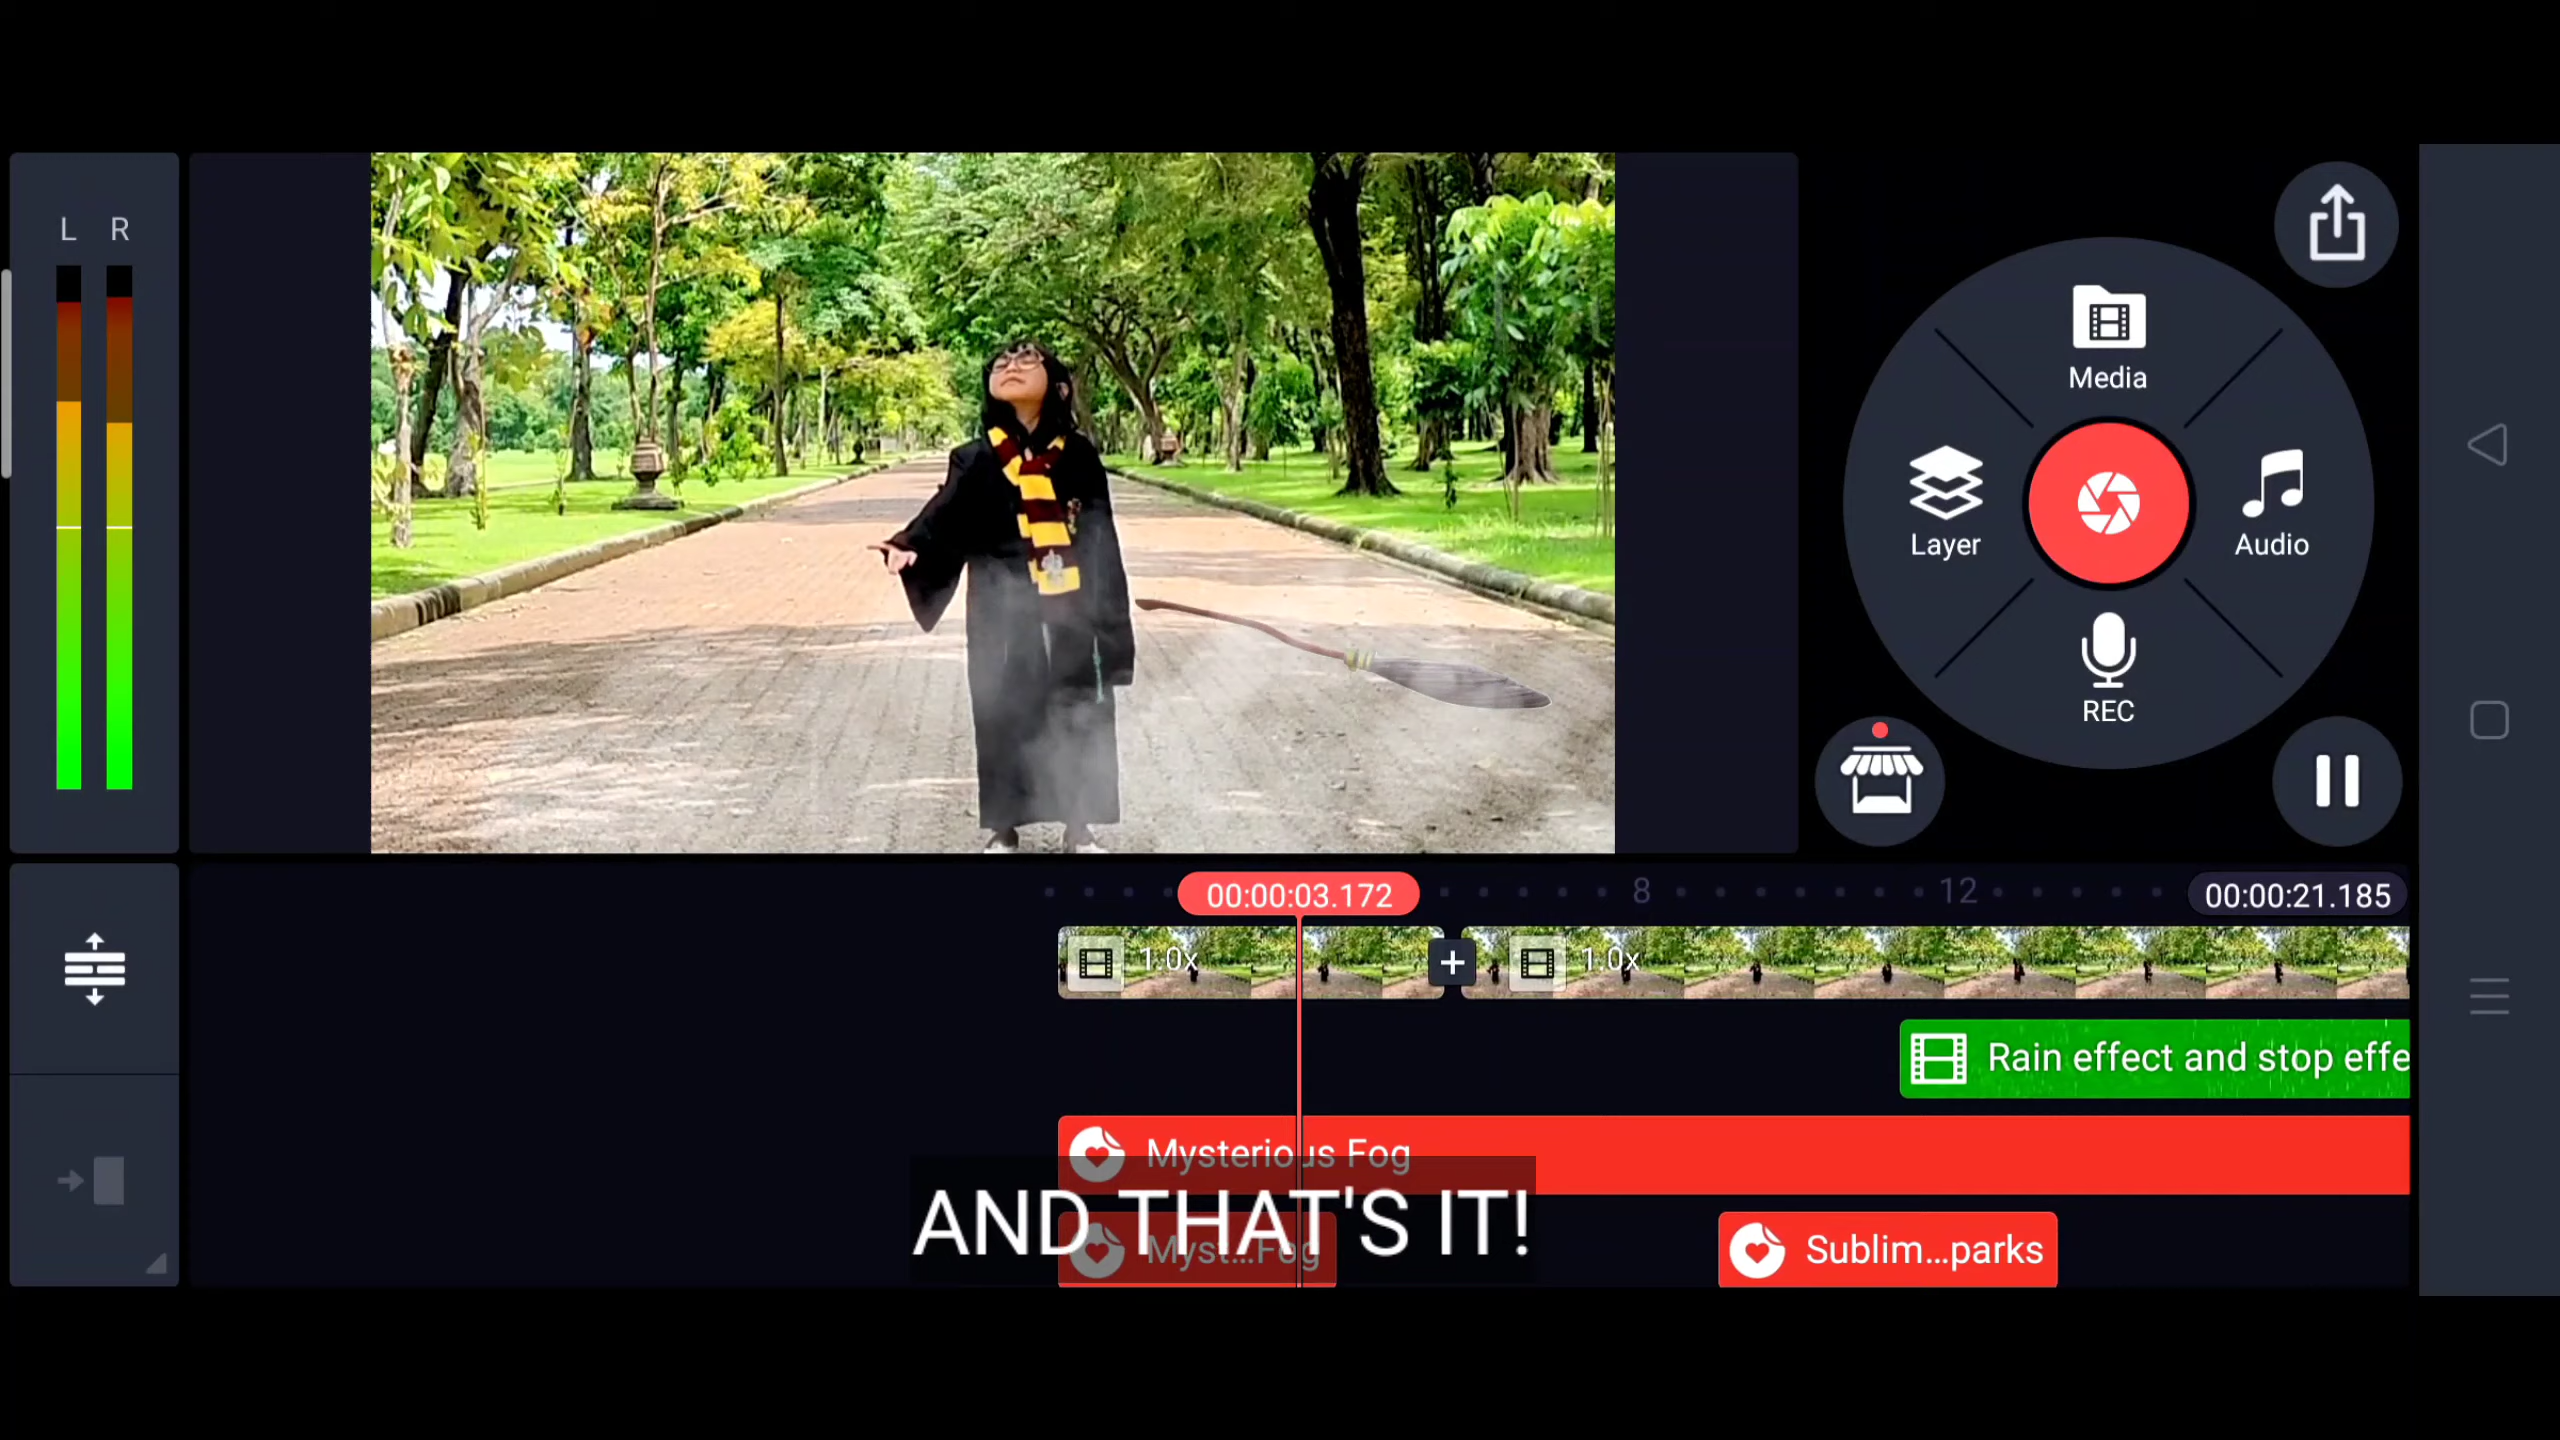 L R
Media
Layer
Audio
REC
00:00:03.172
8
12
00:00:21.185
1.0x
1.0x
Rain effect and stop effe
Mysterious Fog
AND THAT'S IT!
Myst...Fog
Sublim...parks